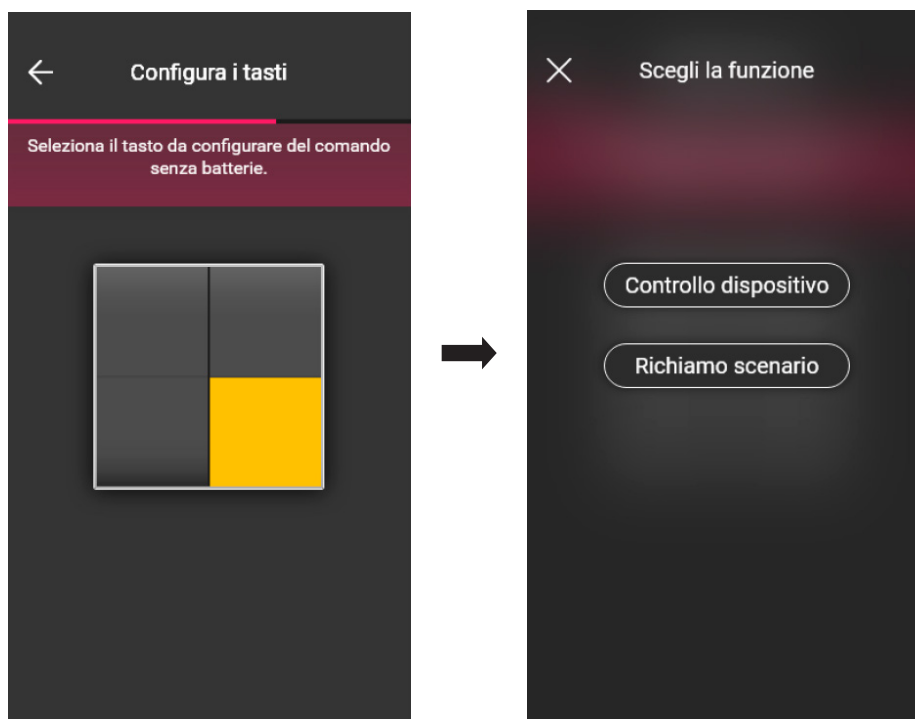 Configura i tasti
Seleziona il tasto da configurare del comando
senza batterie.
Scegli la funzione
Controllo dispositivo
Richiamo scenario